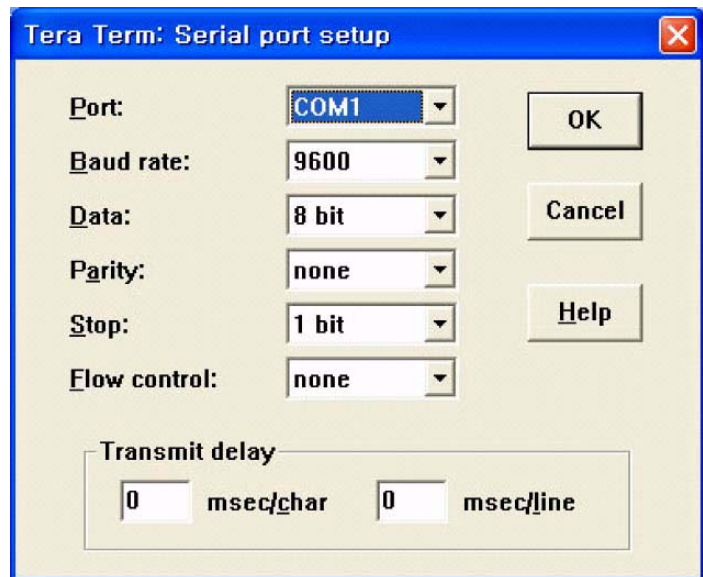 Tera Term: Serial port setup
Port: COM1 OK
Baud rate: 9600
Data: 8 bit Cancel
Parity: none
Stop: 1 bit Help
Flow control: none
Transmit delay
0 msec/char 0 msec/line